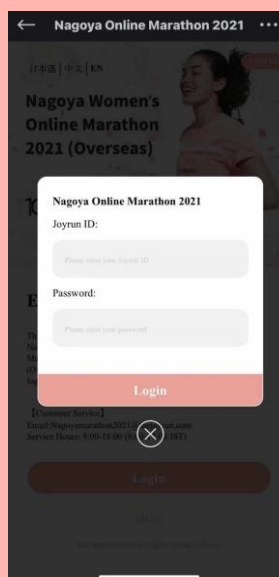 Nagoya Online Marathon 2021
日本語 | 中文 | EN
Nagoya Women's
Online Marathon
2021 (Overseas)
Nagoya Online Marathon 2021
Joyrun ID:
Please enter your Joyrun ID
Password:
Please enter your password
Login
【Customer Service】
Service Hours: 9:00-18:00
Login